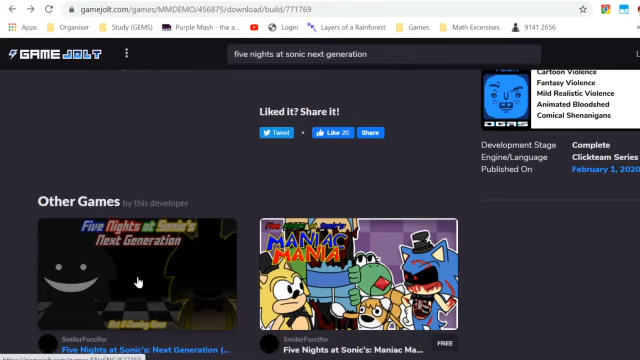 gamejolt.com/games/MMDEMO/456875/download/build/771769
Apps
Organiser
Study (GEMS)
Purple Mash - the c...
Login
Layers of a Rainforest
Math Excersises
9141 2656
GAME JOLT
five nights at sonic next generation
Cartoon Violence
Fantasy Violence
Mild Realistic Violence
Animated Bloodshed
Comical Shenanigans
Liked it? Share it!
Tweet
Like 20
Share
Development Stage Complete
Engine/Language Clickteam Series
Published On February 1, 2020
Other Games by this developer
Five Nights at Sonic's
Next Generation
Five Nights at Sonic's
MANIAC
MANIA
SmilerFurcifer
Five Nights at Sonic's: Next Generation (...
SmilerFurcifer
Five Nights at Sonic's: Maniac Ma...
FREE